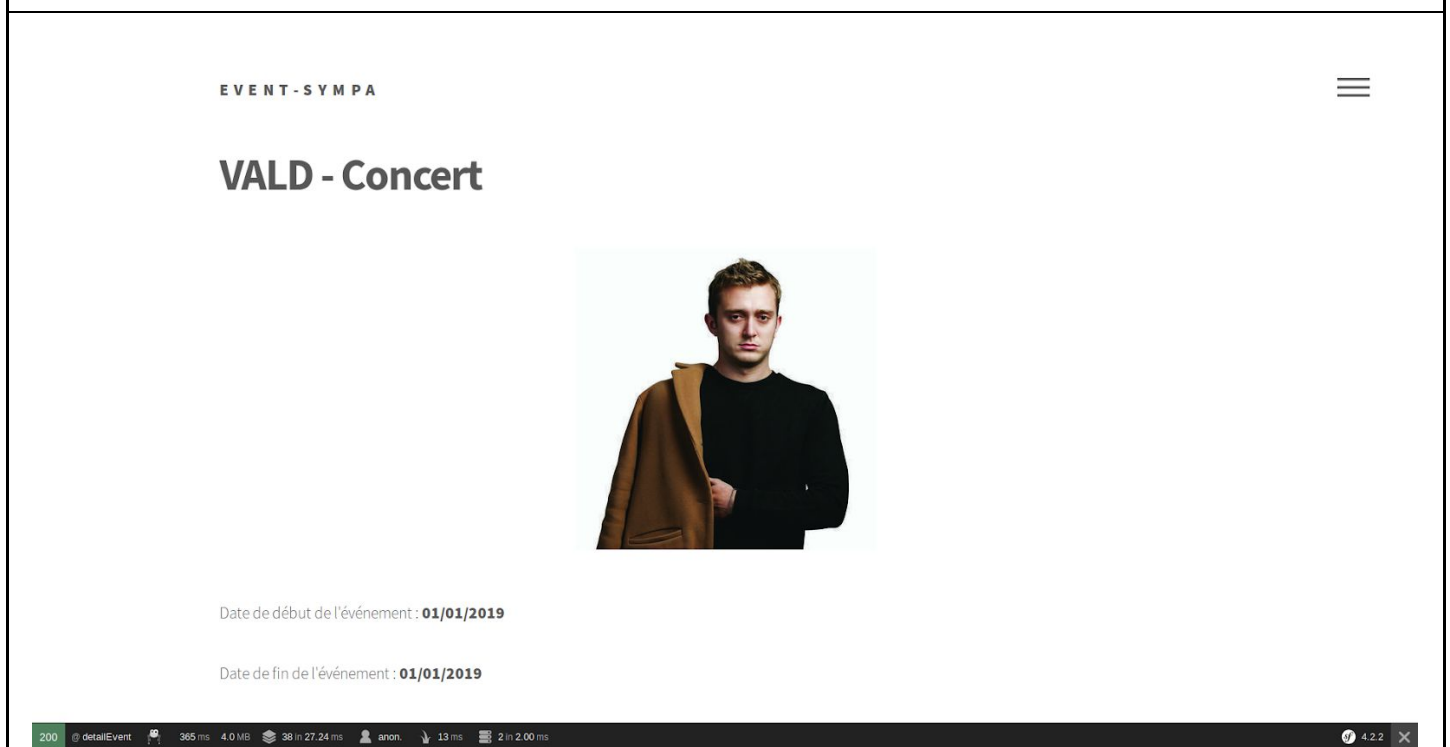 EVENT-SYMPA
VALD - Concert
Date de début de l'événement : 01/01/2019
Date de fin de l'événement : 01/01/2019
200 @ detailEvent 365 ms 4.0 MB 38 in 27.24 ms anon. 13 ms 2 in 2.00 ms sf 4.2.2